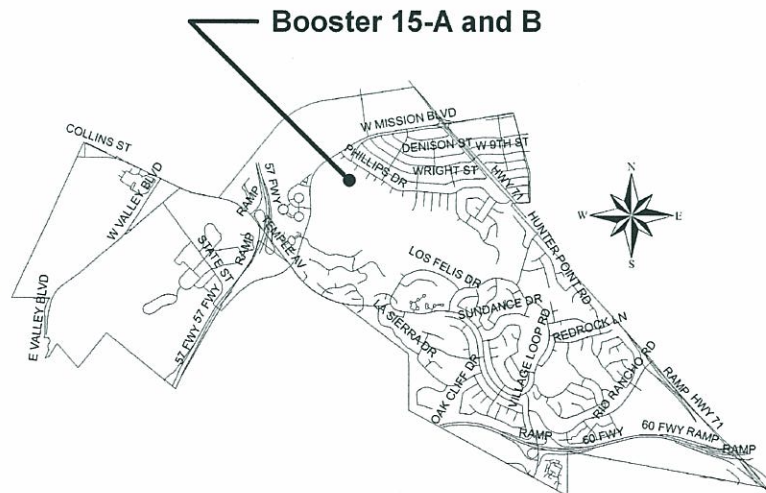 Booster 15-A and B
COLLINS ST
W MISSION BLVD
DENISON ST
W 9TH ST
PHILLIPS DR
WRIGHT ST
HWY 71
57 FWY
RAMP
W VALLEY BLVD
TEMPLE AV
RAMP
STATE ST
HUNTER POINT RD
N
W
E
S
LOS FELIS DR
SUNDANCE DR
LA SIERRA DR
REDROCK LN
VILLAGE LOOP RD
E VALLEY BLVD
57 FWY 57 FWY
OAK CLIFF DR
RIO RANCHO RD
RAMP HWY 71
RAMP
60 FWY
60 FWY RAMP
RAMP